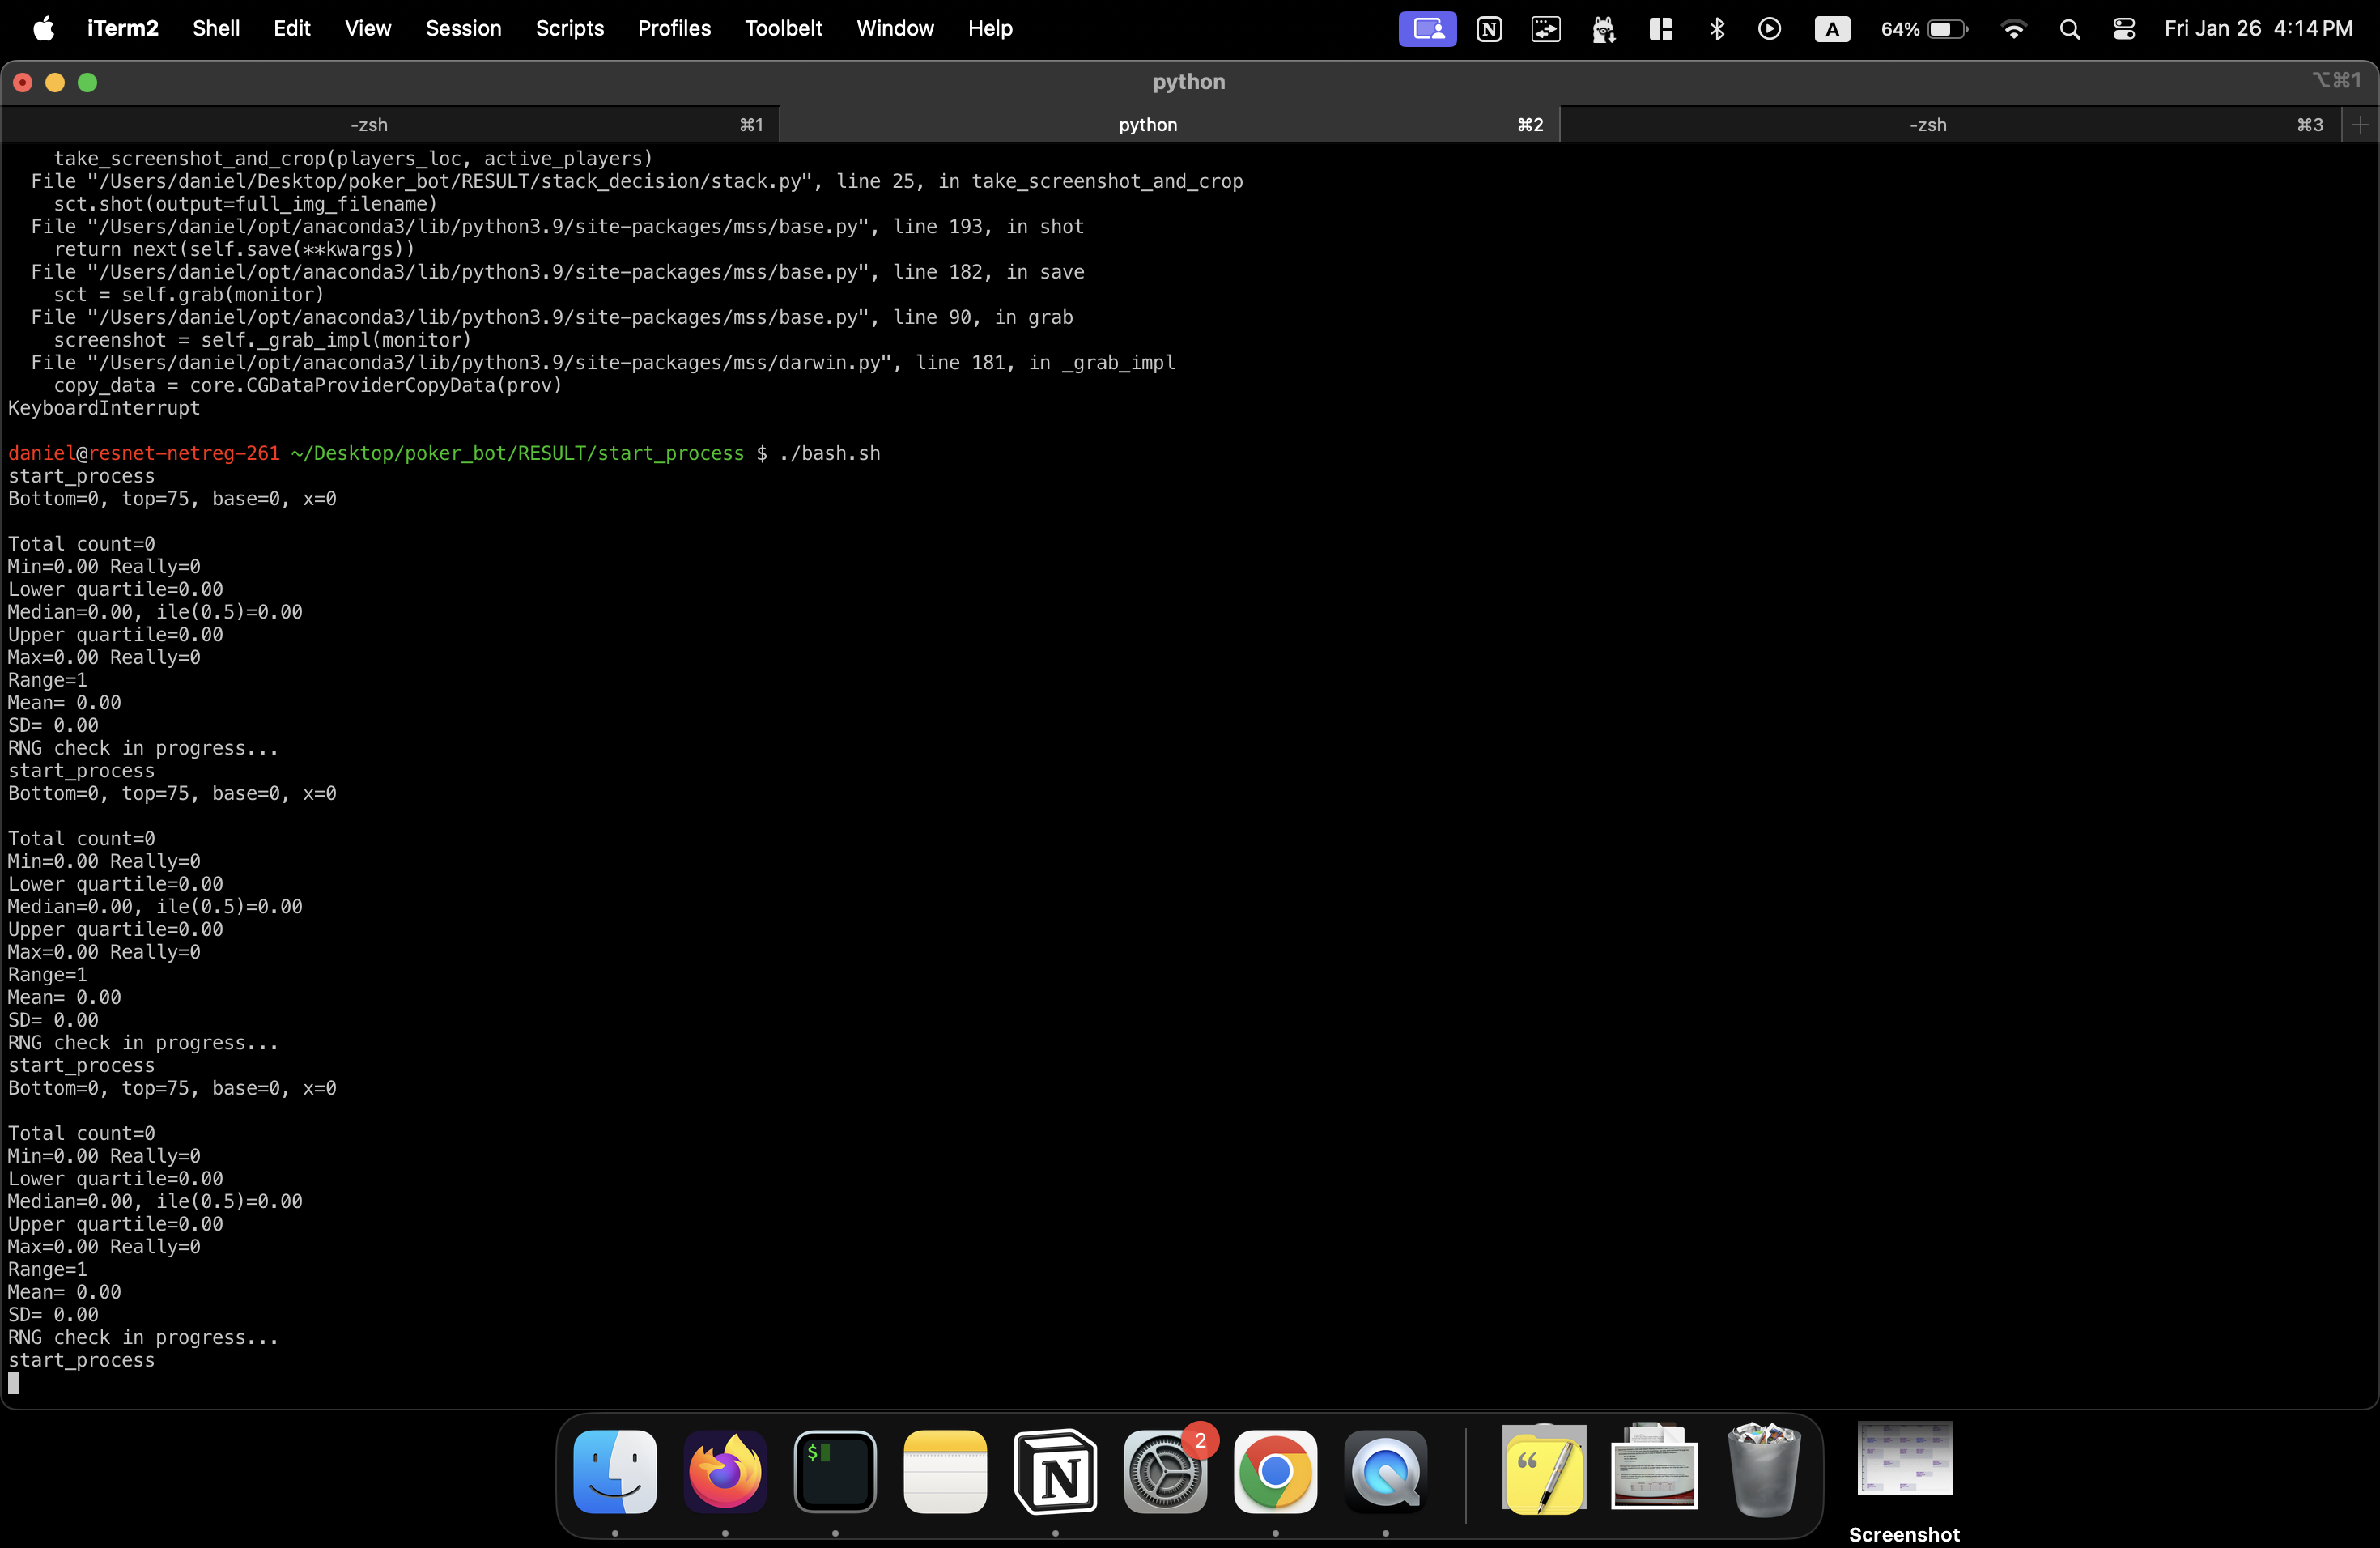 iTerm2 Shell Edit View Session Scripts Profiles Toolbelt Window Help A 64% Fri Jan 26 4:14 PM
python ⌥⌘1
-zsh ⌘1 python ⌘2 -zsh ⌘3
take_screenshot_and_crop(players_loc, active_players)
File "/Users/daniel/Desktop/poker_bot/RESULT/stack_decision/stack.py", line 25, in take_screenshot_and_crop
sct.shot(output=full_img_filename)
File "/Users/daniel/opt/anaconda3/lib/python3.9/site-packages/mss/base.py", line 193, in shot
return next(self.save(**kwargs))
File "/Users/daniel/opt/anaconda3/lib/python3.9/site-packages/mss/base.py", line 182, in save
sct = self.grab(monitor)
File "/Users/daniel/opt/anaconda3/lib/python3.9/site-packages/mss/base.py", line 90, in grab
screenshot = self._grab_impl(monitor)
File "/Users/daniel/opt/anaconda3/lib/python3.9/site-packages/mss/darwin.py", line 181, in _grab_impl
copy_data = core.CGDataProviderCopyData(prov)
KeyboardInterrupt
daniel@resnet-netreg-261 ~/Desktop/poker_bot/RESULT/start_process $ ./bash.sh
start_process
Bottom=0, top=75, base=0, x=0
Total count=0
Min=0.00 Really=0
Lower quartile=0.00
Median=0.00, ile(0.5)=0.00
Upper quartile=0.00
Max=0.00 Really=0
Range=1
Mean= 0.00
SD= 0.00
RNG check in progress...
start_process
Bottom=0, top=75, base=0, x=0
Total count=0
Min=0.00 Really=0
Lower quartile=0.00
Median=0.00, ile(0.5)=0.00
Upper quartile=0.00
Max=0.00 Really=0
Range=1
Mean= 0.00
SD= 0.00
RNG check in progress...
start_process
Bottom=0, top=75, base=0, x=0
Total count=0
Min=0.00 Really=0
Lower quartile=0.00
Median=0.00, ile(0.5)=0.00
Upper quartile=0.00
Max=0.00 Really=0
Range=1
Mean= 0.00
SD= 0.00
RNG check in progress...
start_process
$
2
Screenshot